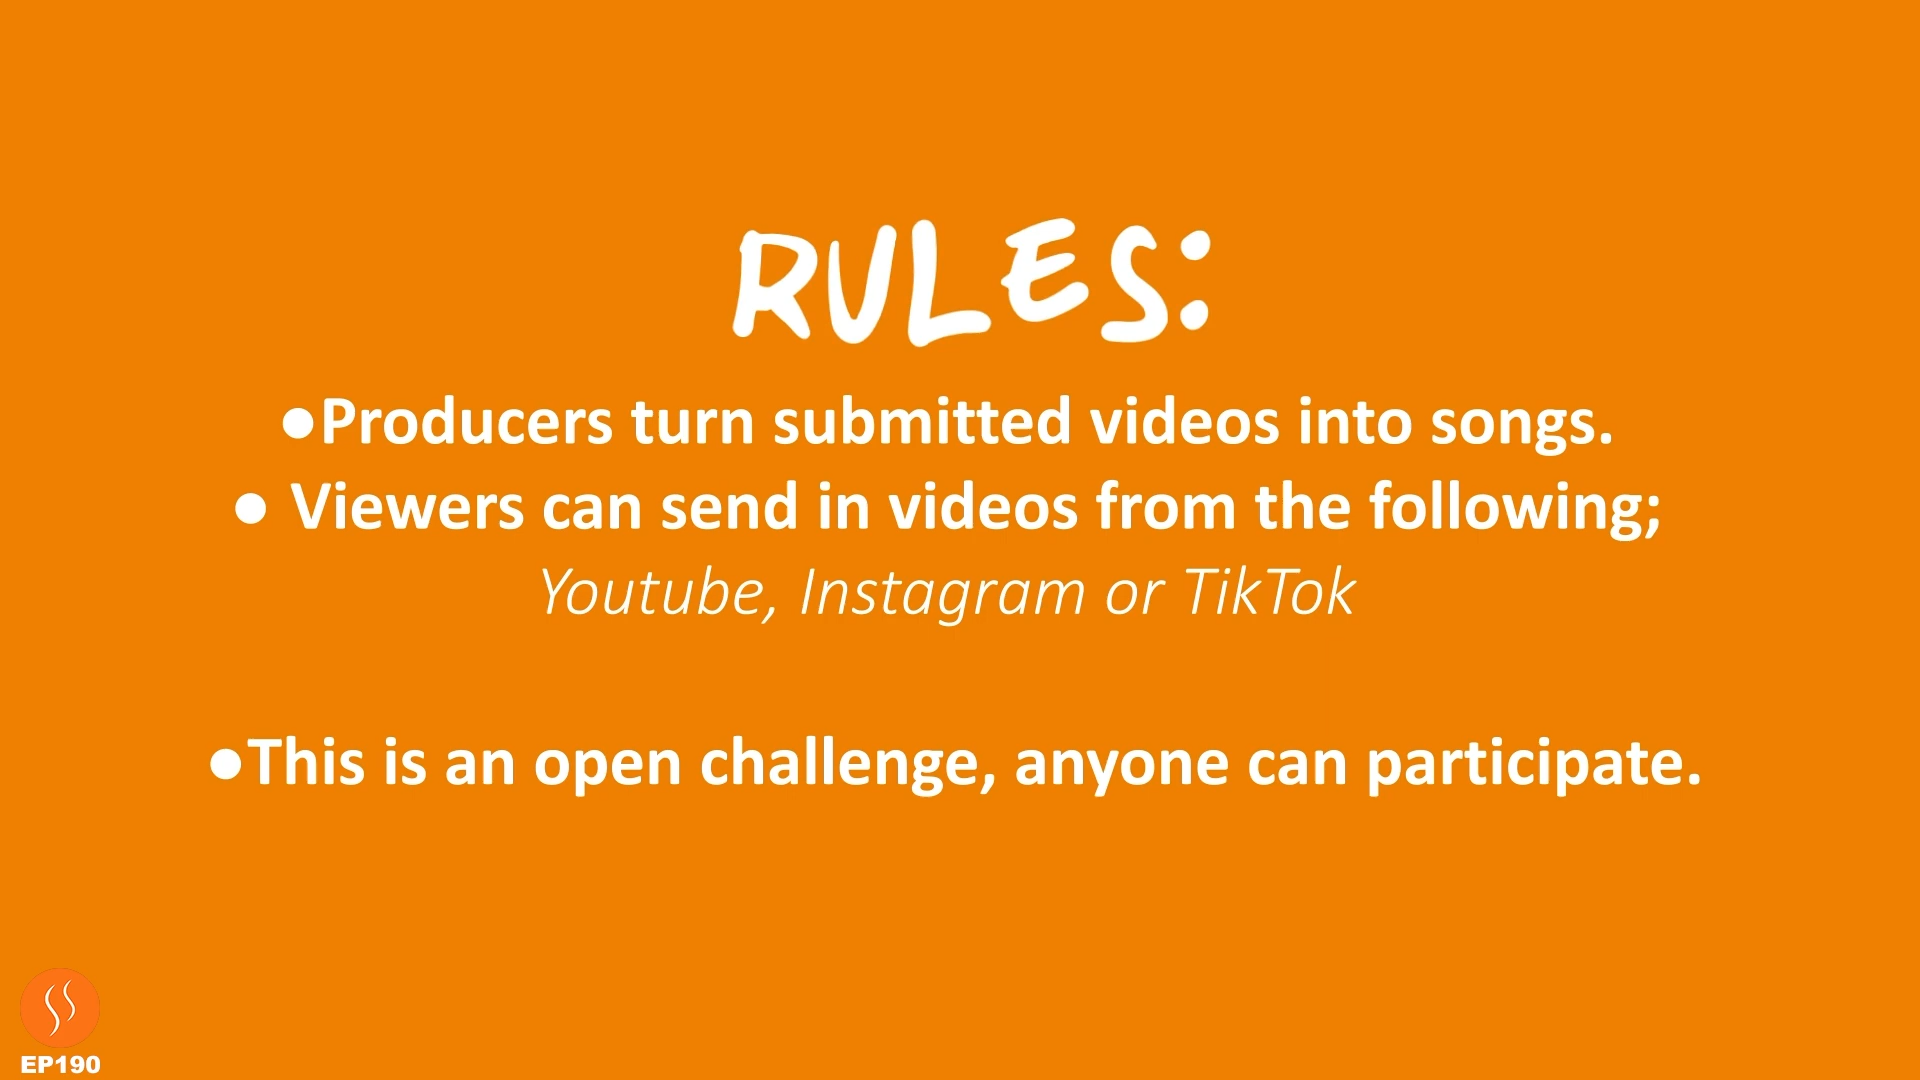 RULES:
●Producers turn submitted videos into songs.
● Viewers can send in videos from the following;
Youtube, Instagram or TikTok
●This is an open challenge, anyone can participate.
EP190